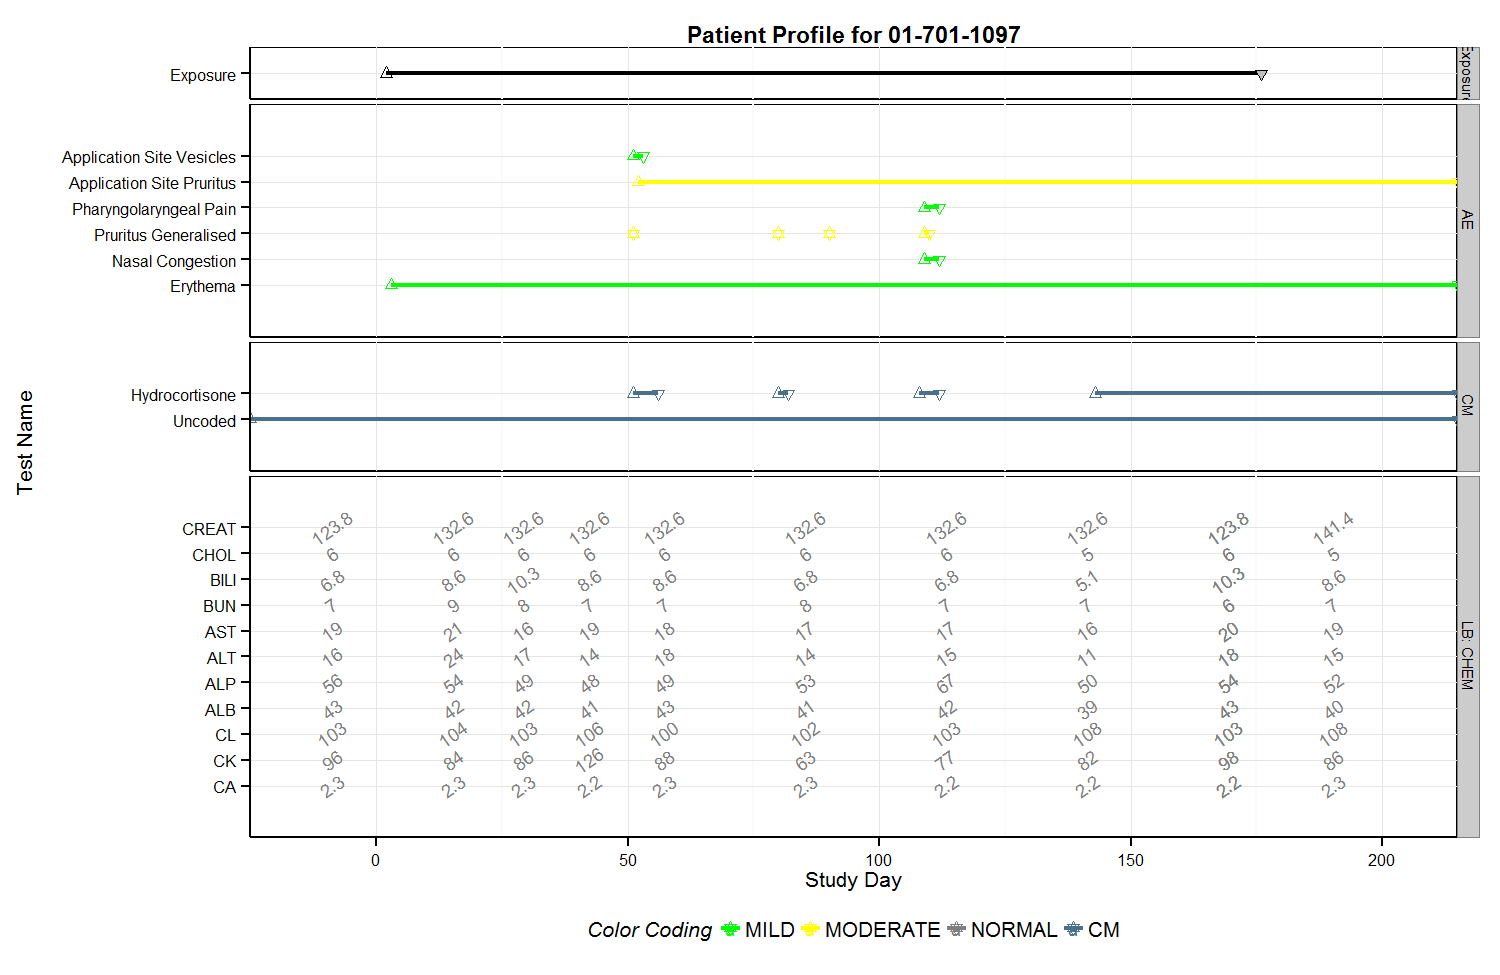 Patient Profile for 01-701-1097
Exposure
Exposure
Application Site Vesicles
Application Site Pruritus
Pharyngolaryngeal Pain
Pruritus Generalised
Nasal Congestion
Erythema
AE
Hydrocortisone
Uncoded
CM
Test Name
CREAT 123.8 132.6 132.6 132.6 132.6 132.6 132.6 132.6 123.8 141.4
CHOL 6 6 6 6 6 6 6 5 6 5
BILI 6.8 8.6 10.3 8.6 8.6 6.8 6.8 5.1 10.3 8.6
BUN 7 9 8 7 7 8 7 7 6 7
AST 19 21 16 19 18 17 17 16 20 19
ALT 16 24 17 14 18 14 15 11 18 15
ALP 56 54 49 48 49 53 67 50 54 52
ALB 43 42 42 41 43 41 42 39 43 40
CL 103 104 103 106 100 102 103 108 103 108
CK 96 84 86 126 88 63 77 82 98 86
CA 2.3 2.3 2.3 2.2 2.3 2.3 2.2 2.2 2.2 2.3
LB: CHEM
0 50 100 150 200
Study Day
Color Coding MILD MODERATE NORMAL CM